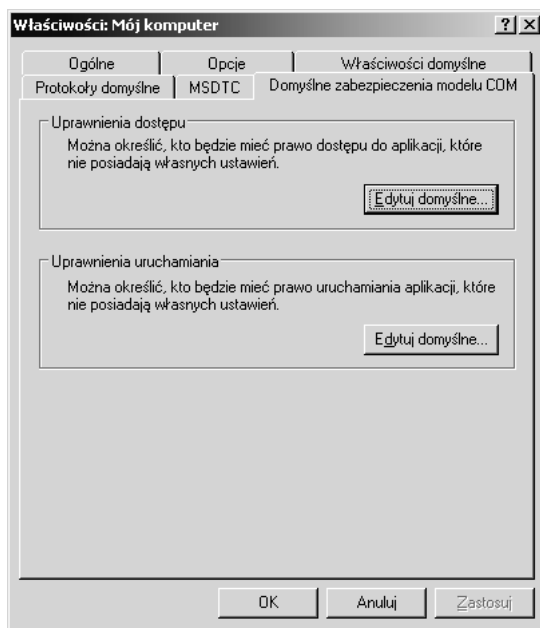 Właściwości: Mój komputer
Ogólne
Opcje
Właściwości domyślne
Protokoły domyślne
MSDTC
Domyślne zabezpieczenia modelu COM
Uprawnienia dostępu
Można określić, kto będzie mieć prawo dostępu do aplikacji, które
nie posiadają własnych ustawień.
Edytuj domyślne...
Uprawnienia uruchamiania
Można określić, kto będzie mieć prawo uruchamiania aplikacji, które
nie posiadają własnych ustawień.
Edytuj domyślne...
OK
Anuluj
Zastosuj